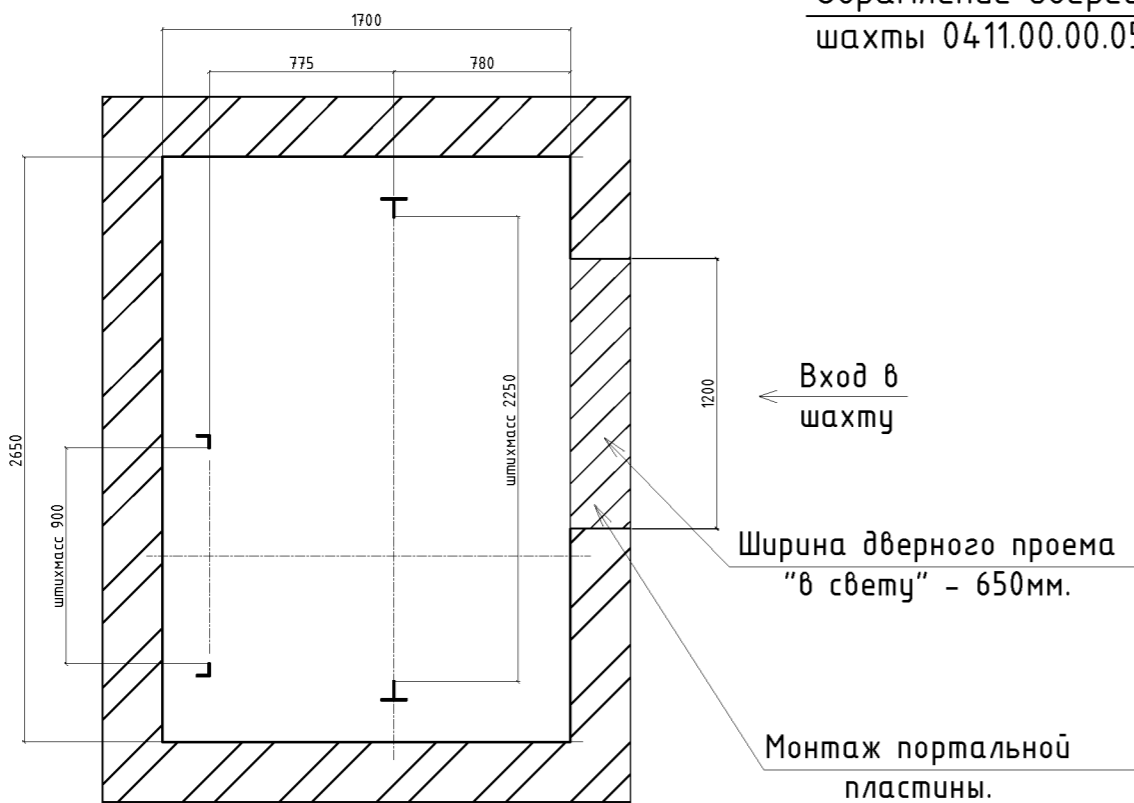 шахты 0411.00.00.05
1700
775
780
2650
штихмасс 900
штихмасс 2250
1200
Вход в
шахту
Ширина дверного проема
"в свету" - 650мм.
Монтаж портальной
пластины.